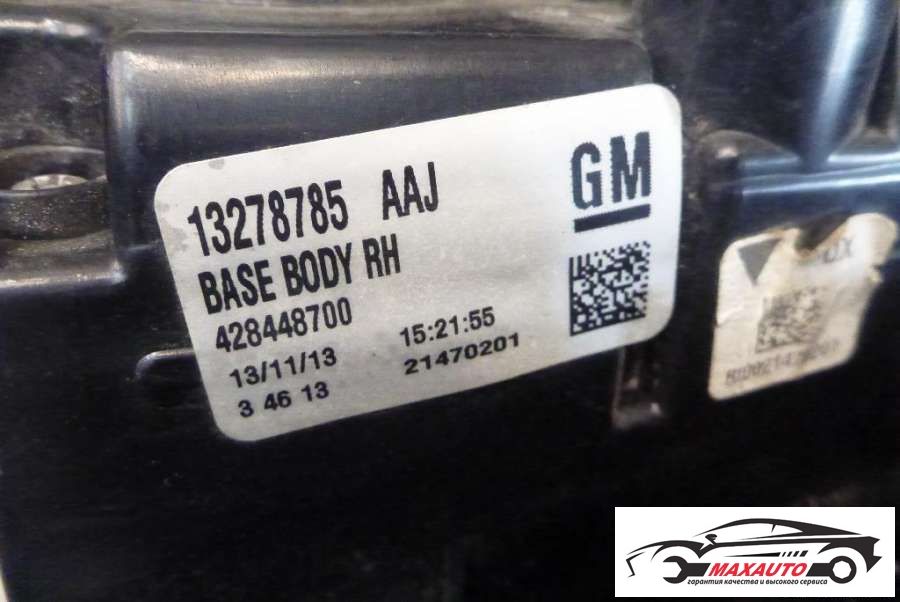 13278785 AAJ
GM
BASE BODY RH
428448700
13/11/13 15:21:55
3 46 13 21470201
MAXAUTO
гарантия качества и высокого сервиса